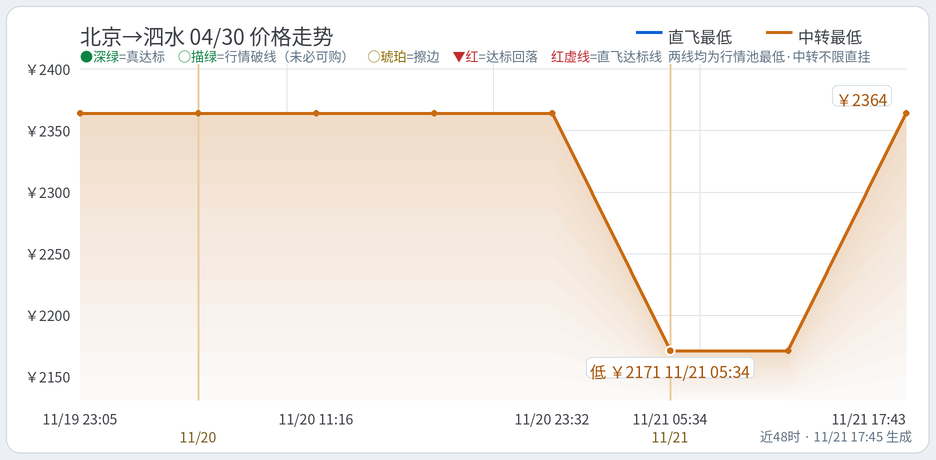 北京→泗水 04/30 价格走势
直飞最低 中转最低
深绿=真达标 描绿=行情破线（未必可购） 琥珀=擦边 ▼红=达标回落 红虚线=直飞达标线 两线均为行情池最低·中转不限直挂
￥2400
￥2364
￥2350
￥2300
￥2250
￥2200
￥2150
低 ￥2171 11/21 05:34
11/19 23:05 11/20 11:16 11/20 23:32 11/21 05:34 11/21 17:43
11/20 11/21 近48时 · 11/21 17:45 生成